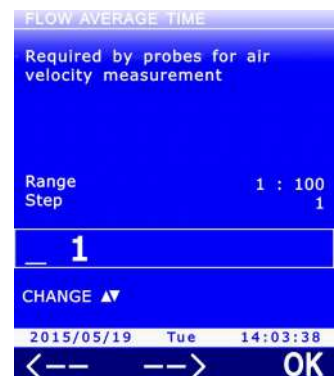 FLOW AVERAGE TIME
Required by probes for air
velocity measurement
Range 1 : 100
Step 1
_ 1
CHANGE ▲▼
2015/05/19 Tue 14:03:38
<-- --> OK